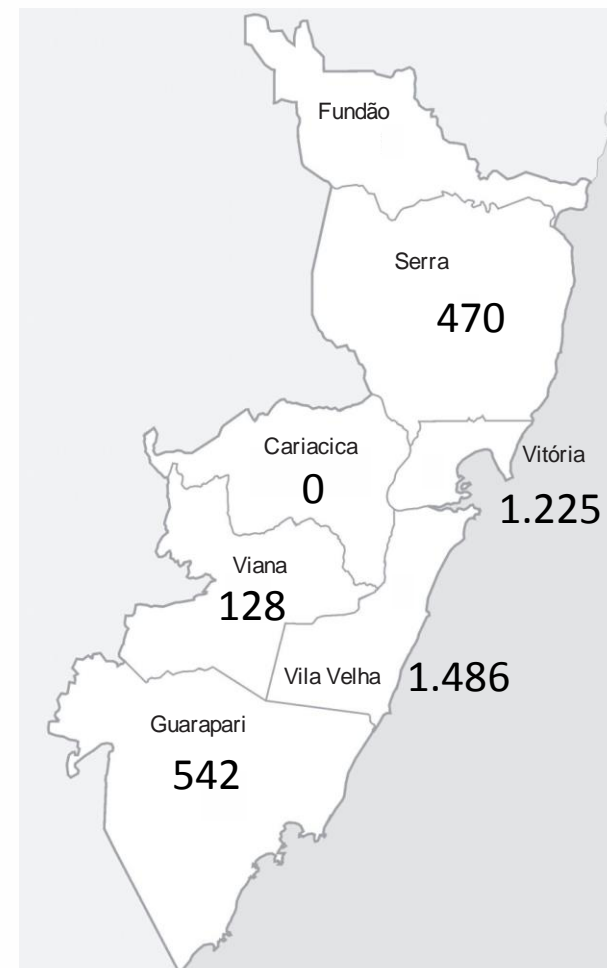 Fundão
Serra
470
Cariacica
0
Vitória
1.225
Viana
128
Vila Velha
1.486
Guarapari
542